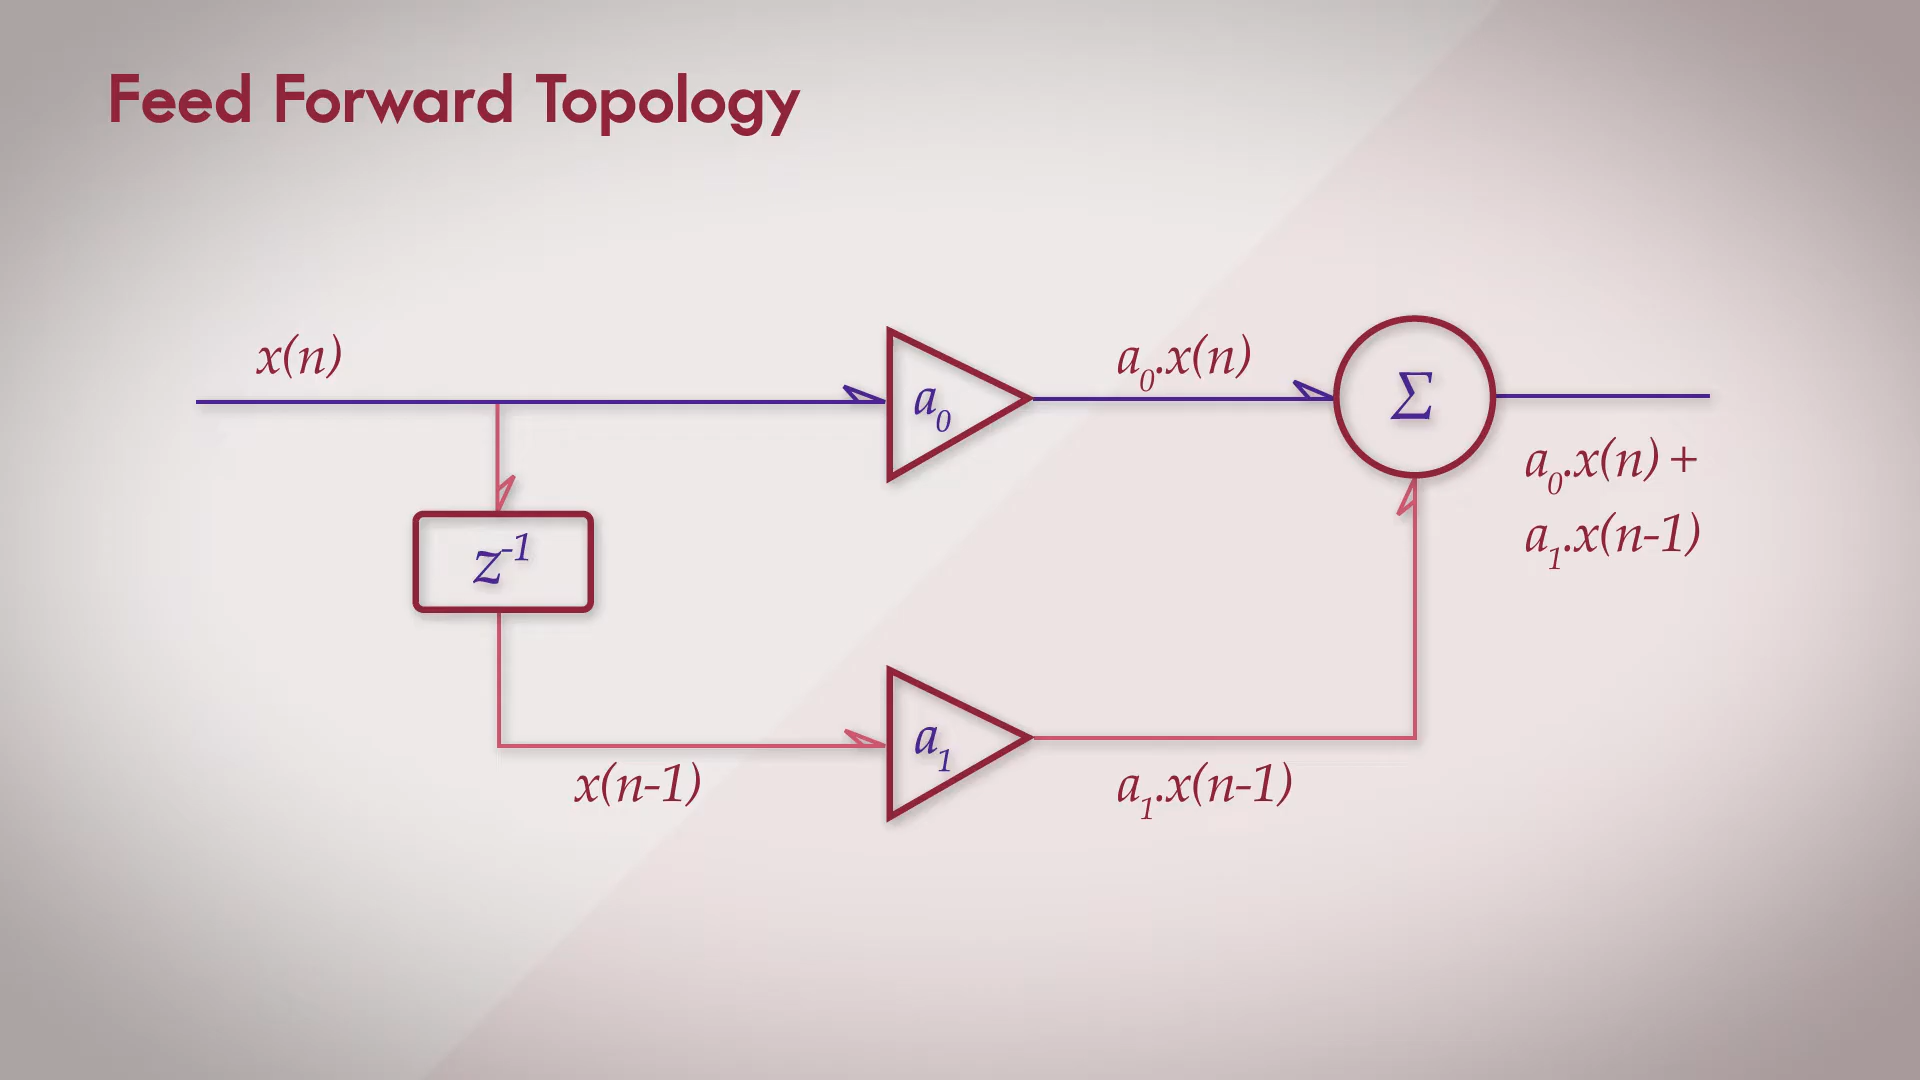 Feed Forward Topology
x(n)
a₀
a₀.x(n)
Σ
a₀.x(n) +
a₁.x(n-1)
z⁻¹
a₁
x(n-1)
a₁.x(n-1)